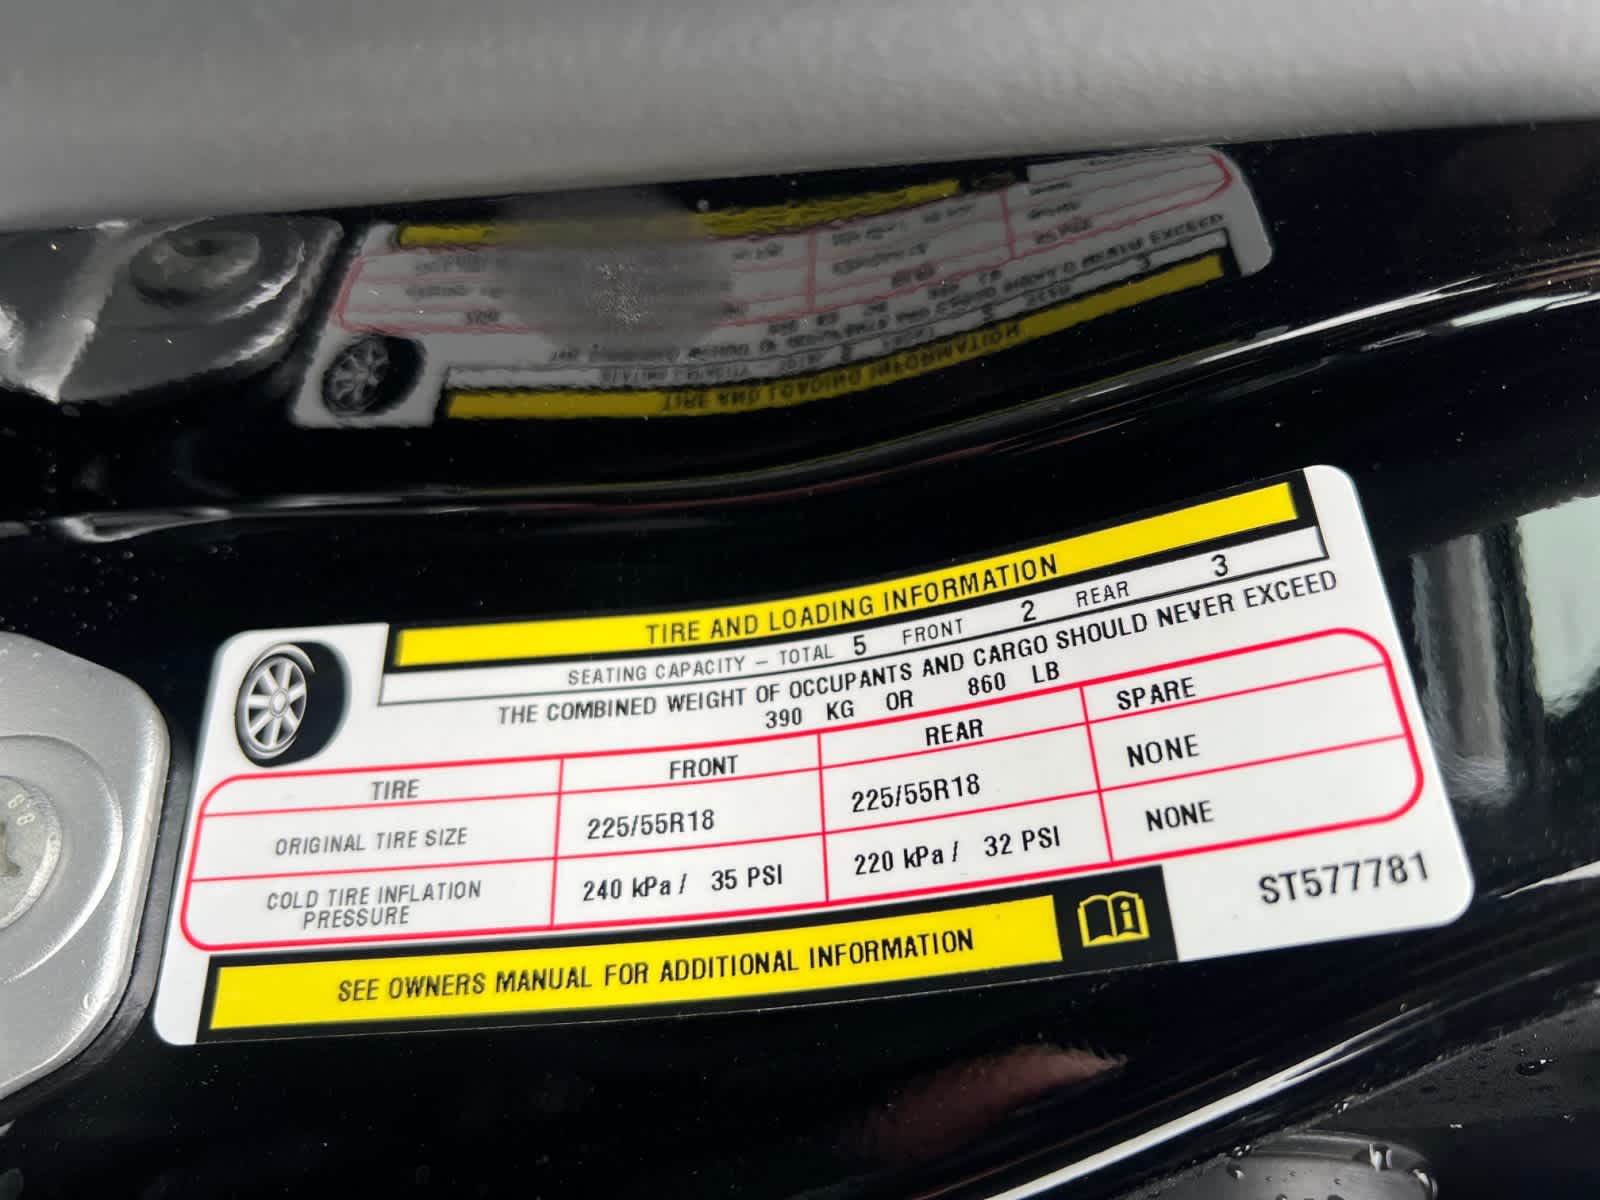 TIRE AND LOADING INFORMATION
SEATING CAPACITY – TOTAL 5 FRONT 2 REAR 3
THE COMBINED WEIGHT OF OCCUPANTS AND CARGO SHOULD NEVER EXCEED
390 KG OR 860 LB
TIRE FRONT REAR SPARE
ORIGINAL TIRE SIZE 225/55R18 225/55R18 NONE
COLD TIRE INFLATION
PRESSURE 240 kPa / 35 PSI 220 kPa / 32 PSI NONE
SEE OWNERS MANUAL FOR ADDITIONAL INFORMATION
ST577781